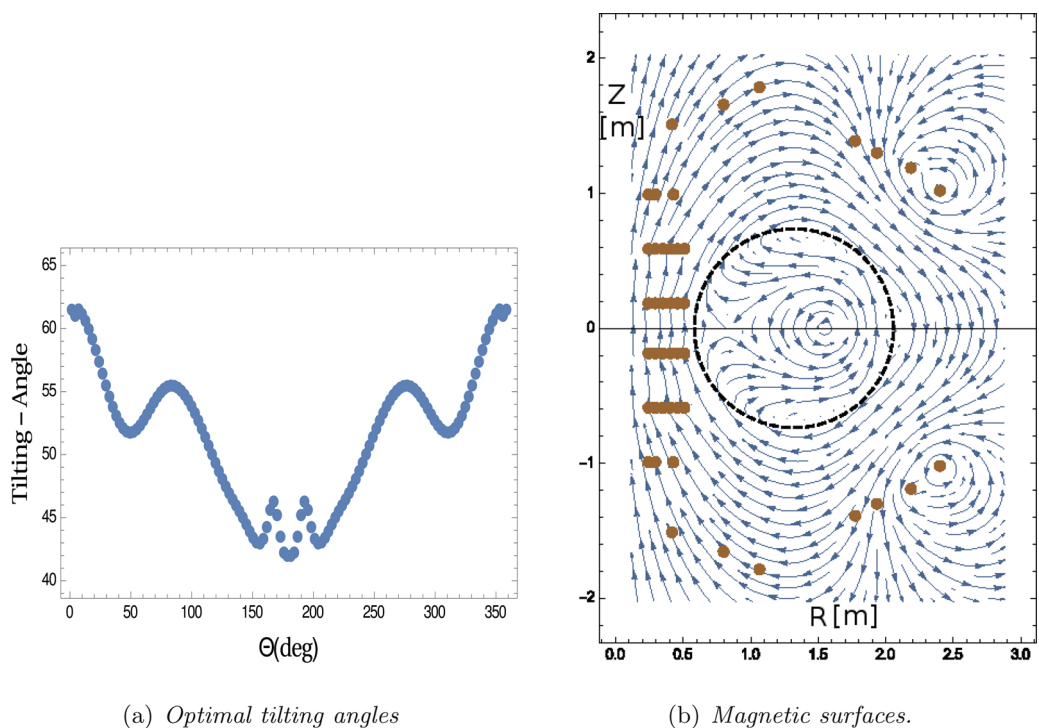 65
60
55
50
45
40
Tilting – Angle
0 50 100 150 200 250 300 350
Θ(deg)
(a) Optimal tilting angles
2
1
0
−1
−2
Z
[m]
R [m]
0.0 0.5 1.0 1.5 2.0 2.5 3.0
(b) Magnetic surfaces.